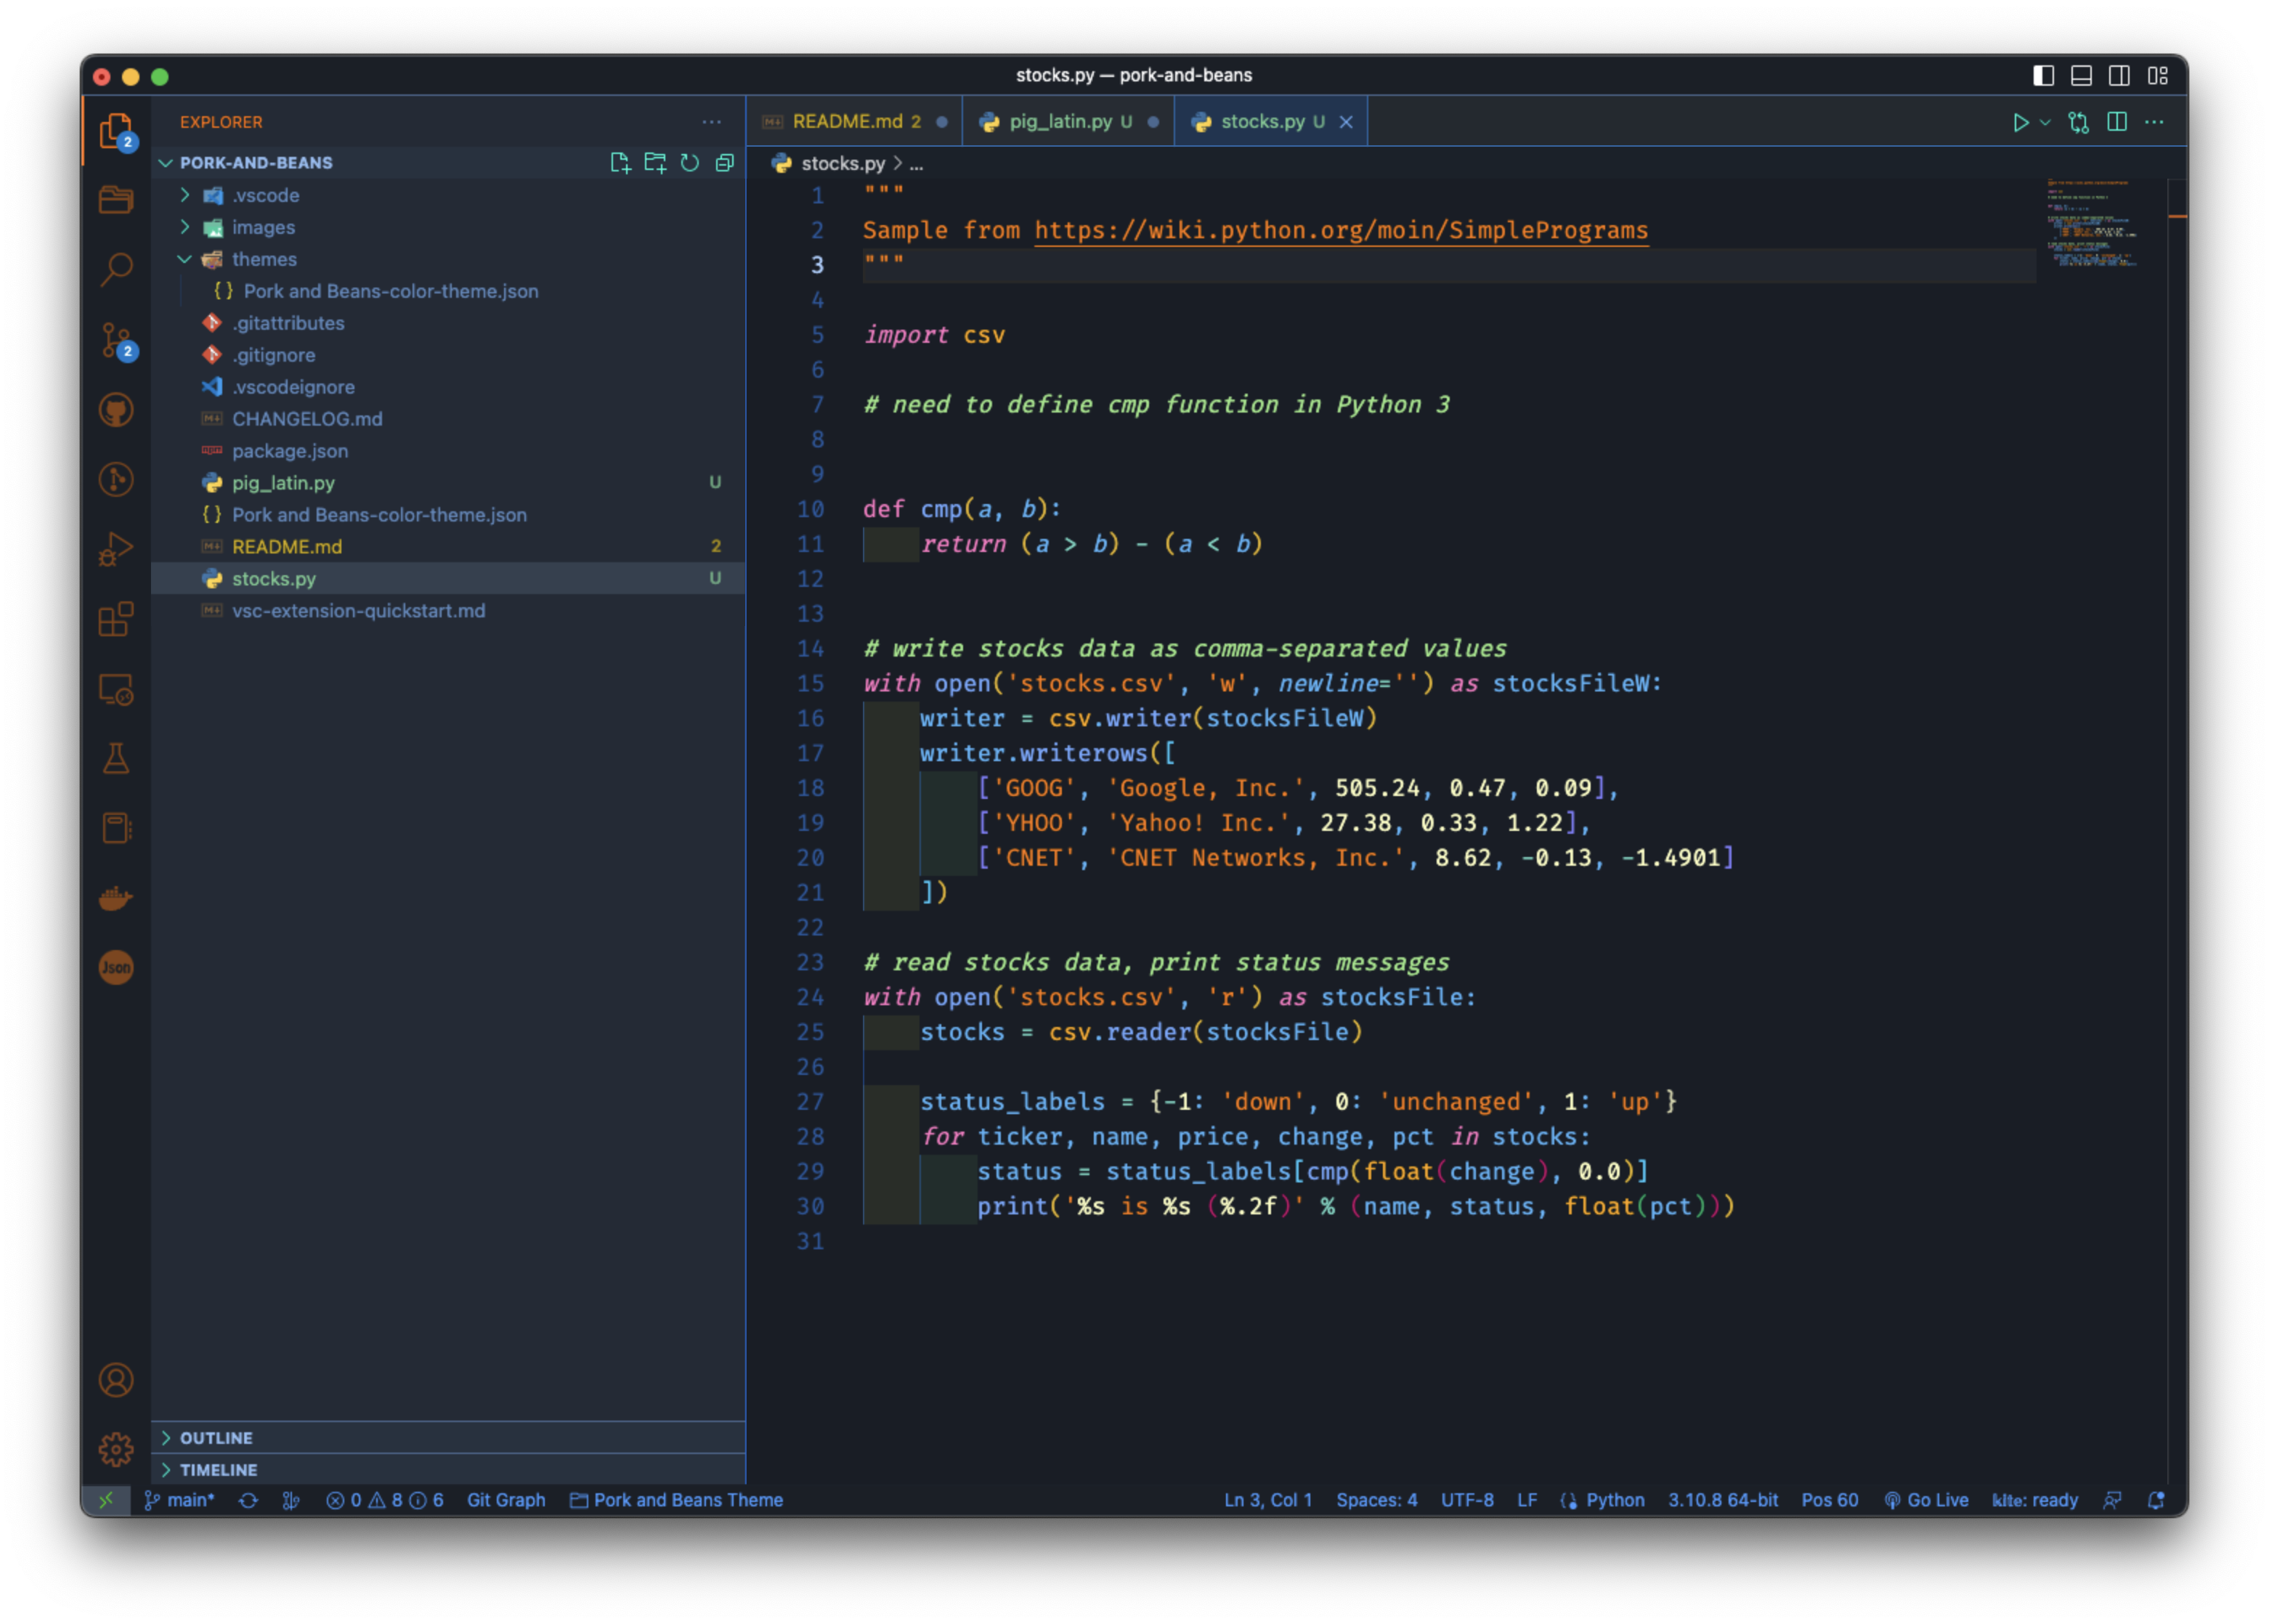 stocks.py — pork-and-beans
2
EXPLORER
PORK-AND-BEANS
.vscode
images
themes
{} Pork and Beans-color-theme.json
.gitattributes
.gitignore
.vscodeignore
CHANGELOG.md
package.json
pig_latin.py U
{} Pork and Beans-color-theme.json
README.md 2
stocks.py U
vsc-extension-quickstart.md
2
Json
OUTLINE
TIMELINE
README.md 2 pig_latin.py U stocks.py U
stocks.py > ...
1 """
2 Sample from https://wiki.python.org/moin/SimplePrograms
3 """
4
5 import csv
6
7 # need to define cmp function in Python 3
8
9
10 def cmp(a, b):
11 return (a > b) - (a < b)
12
13
14 # write stocks data as comma-separated values
15 with open('stocks.csv', 'w', newline='') as stocksFileW:
16 writer = csv.writer(stocksFileW)
17 writer.writerows([
18 ['GOOG', 'Google, Inc.', 505.24, 0.47, 0.09],
19 ['YHOO', 'Yahoo! Inc.', 27.38, 0.33, 1.22],
20 ['CNET', 'CNET Networks, Inc.', 8.62, -0.13, -1.4901]
21 ])
22
23 # read stocks data, print status messages
24 with open('stocks.csv', 'r') as stocksFile:
25 stocks = csv.reader(stocksFile)
26
27 status_labels = {-1: 'down', 0: 'unchanged', 1: 'up'}
28 for ticker, name, price, change, pct in stocks:
29 status = status_labels[cmp(float(change), 0.0)]
30 print('%s is %s (%.2f)' % (name, status, float(pct)))
31
main* 0 8 6 Git Graph Pork and Beans Theme Ln 3, Col 1 Spaces: 4 UTF-8 LF Python 3.10.8 64-bit Pos 60 Go Live kite: ready